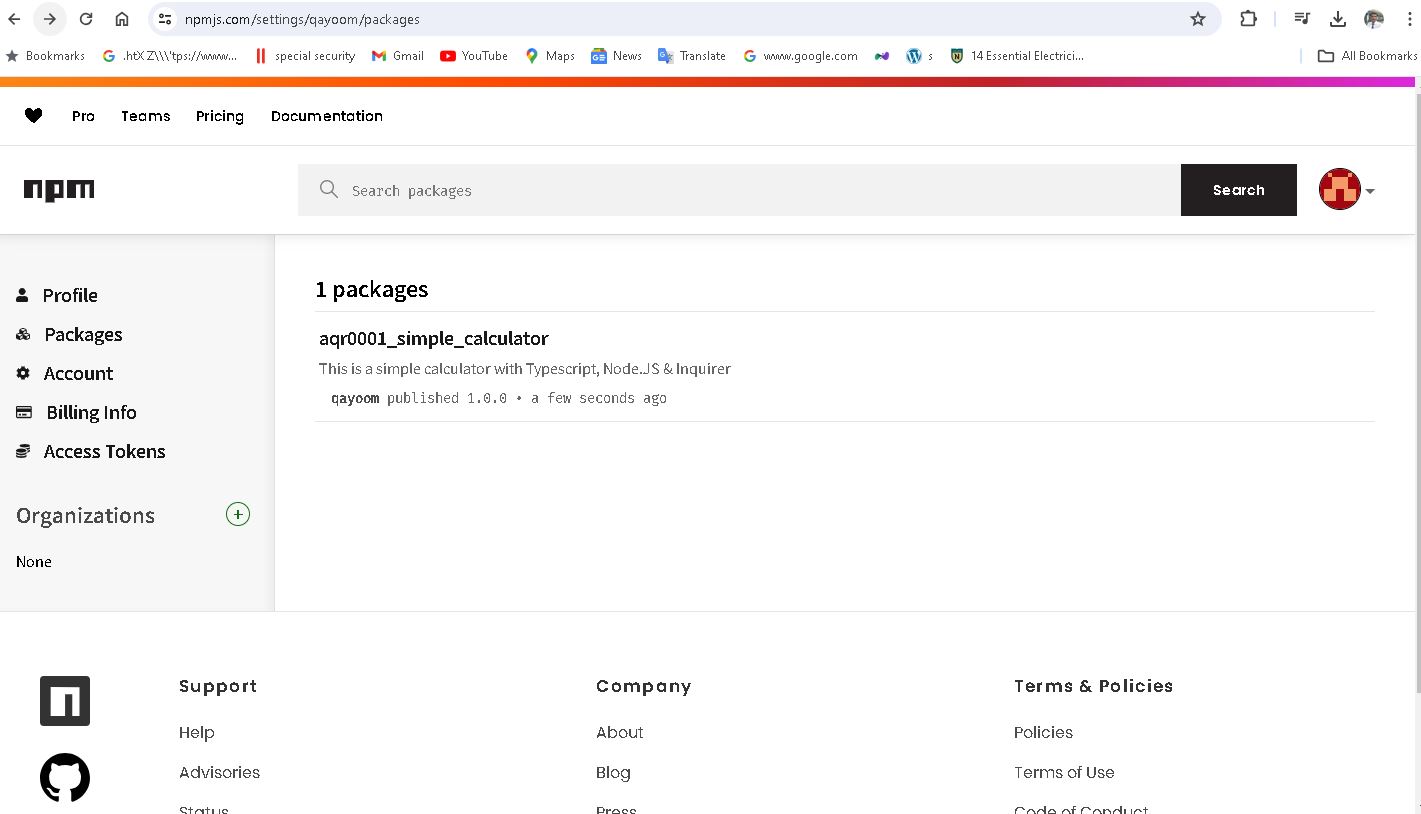 npmjs.com/settings/qayoom/packages
Bookmarks .htX Z\\\'tps://www... special security Gmail YouTube Maps News Translate www.google.com s 14 Essential Electrici... All Bookmarks
Pro Teams Pricing Documentation
npm Search packages Search
Profile
Packages
Account
Billing Info
Access Tokens
Organizations +
None
1 packages
aqr0001_simple_calculator
This is a simple calculator with Typescript, Node.JS & Inquirer
qayoom published 1.0.0 • a few seconds ago
Support Company Terms & Policies
Help About Policies
Advisories Blog Terms of Use
Status Press Code of Conduct